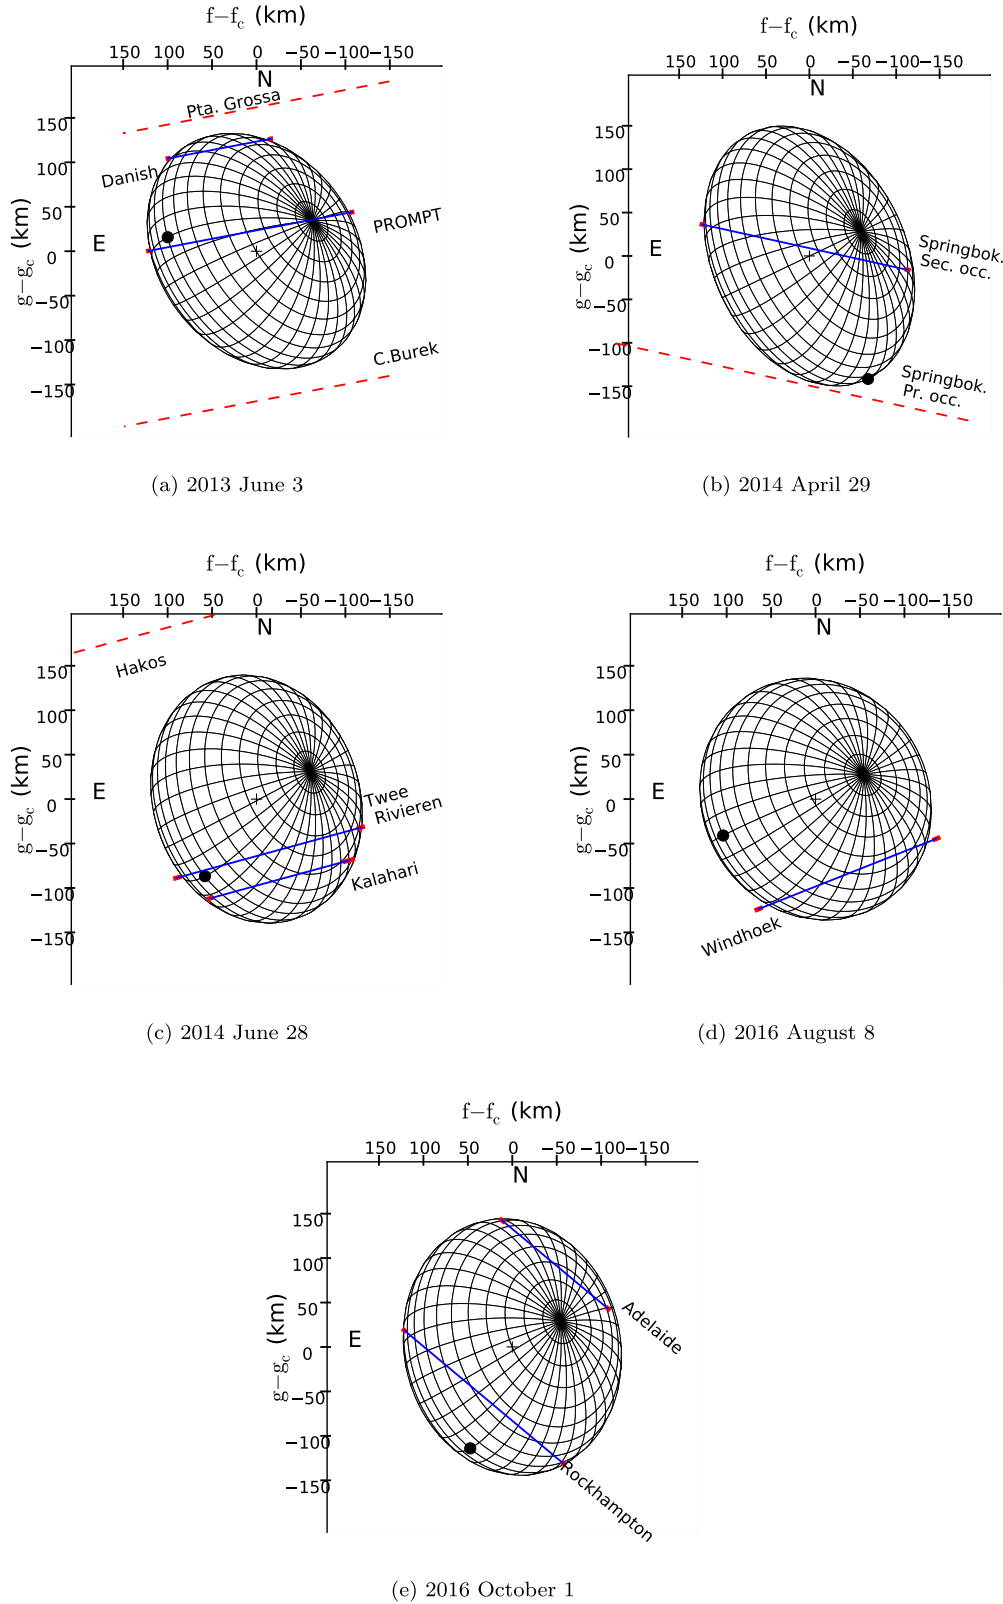 f−f_c (km)
150 100 50 0 −50−100−150
N
Pta. Grossa
150
Danish
100
50
PROMPT
E
g−g_c (km)
0
−50
C.Burek
−100
−150
(a) 2013 June 3
f−f_c (km)
150 100 50 0 −50−100−150
N
150
100
50
Springbok.
Sec. occ.
E
g−g_c (km)
0
−50
−100
Springbok.
Pr. occ.
−150
(b) 2014 April 29
f−f_c (km)
150 100 50 0 −50−100−150
N
Hakos
150
100
50
E
g−g_c (km)
0
Twee
Rivieren
−50
Kalahari
−100
−150
(c) 2014 June 28
f−f_c (km)
150 100 50 0 −50−100−150
N
150
100
50
E
g−g_c (km)
0
−50
−100
Windhoek
−150
(d) 2016 August 8
f−f_c (km)
150 100 50 0 −50−100−150
N
150
100
50
Adelaide
E
g−g_c (km)
0
−50
−100
Rockhampton
−150
(e) 2016 October 1